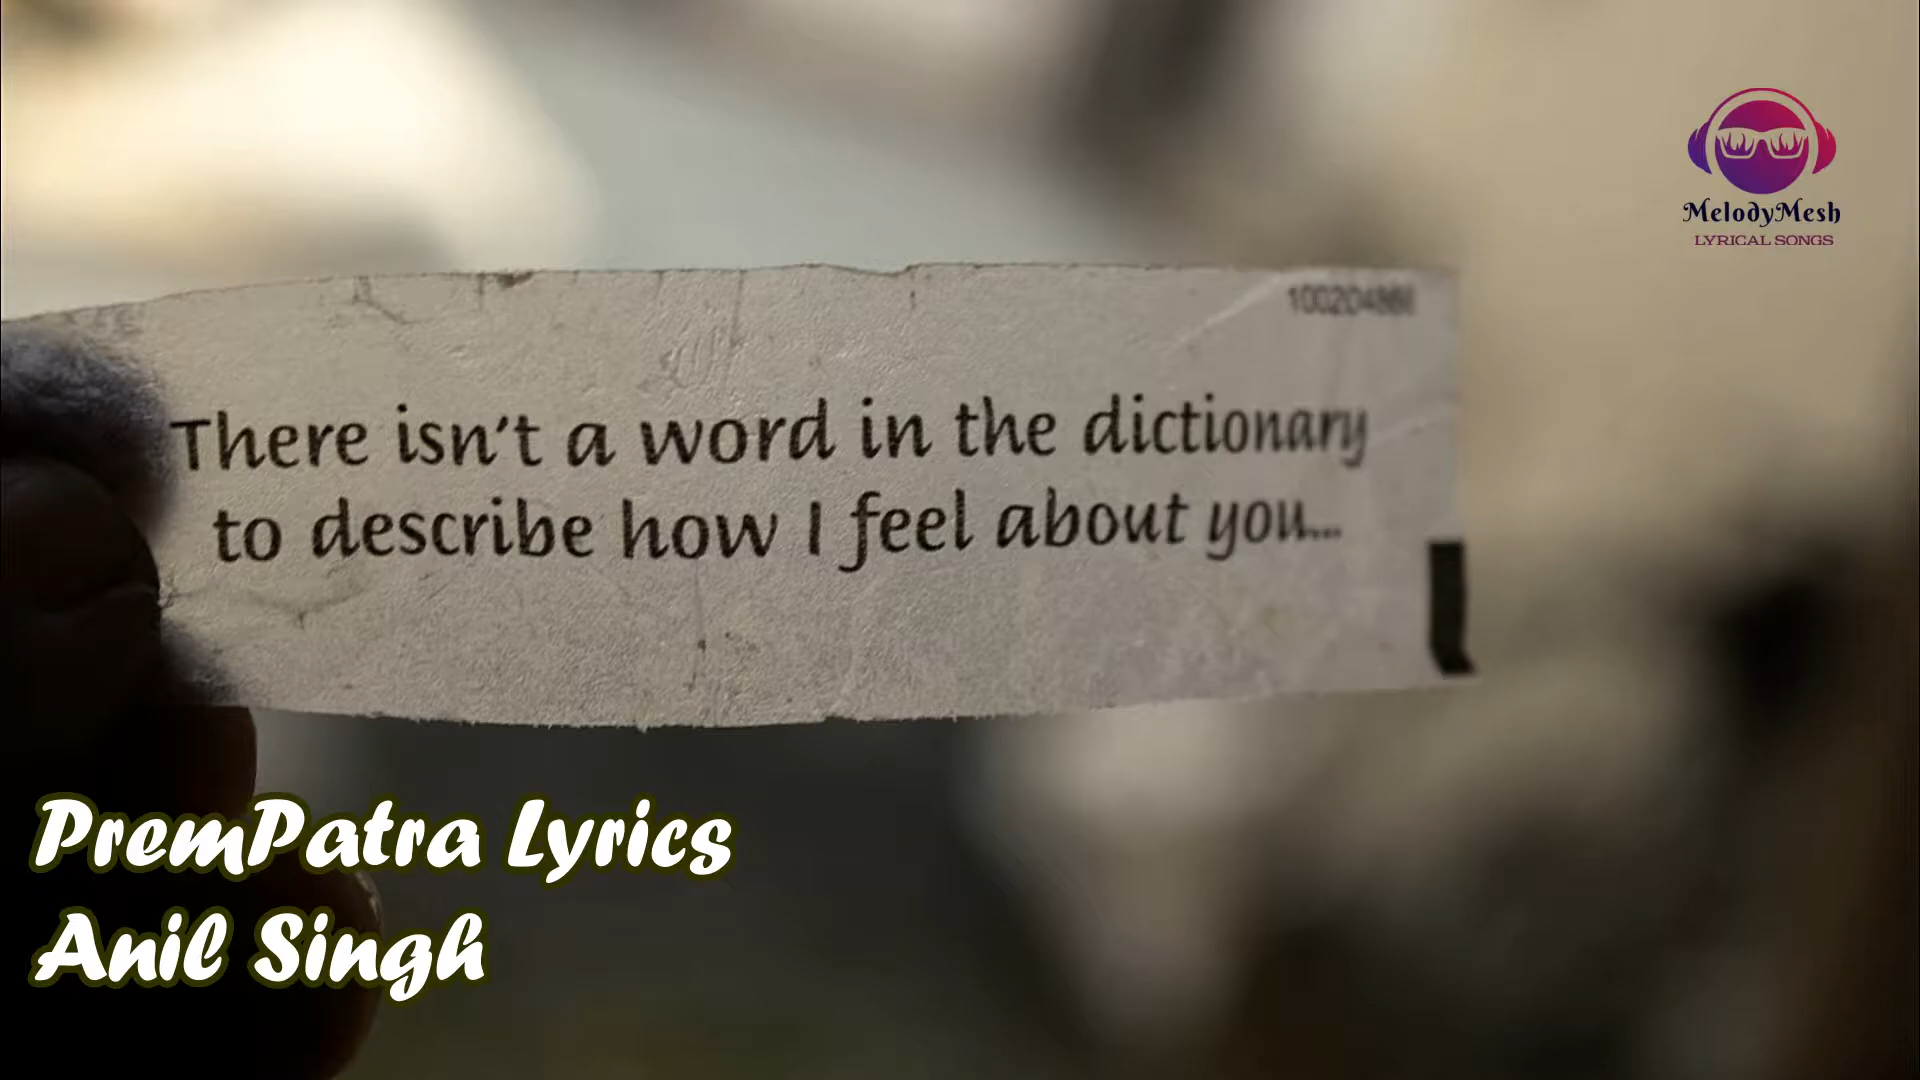 MelodyMesh
LYRICAL SONGS
There isn't a word in the dictionary
to describe how I feel about you...
PremPatra Lyrics
Anil Singh